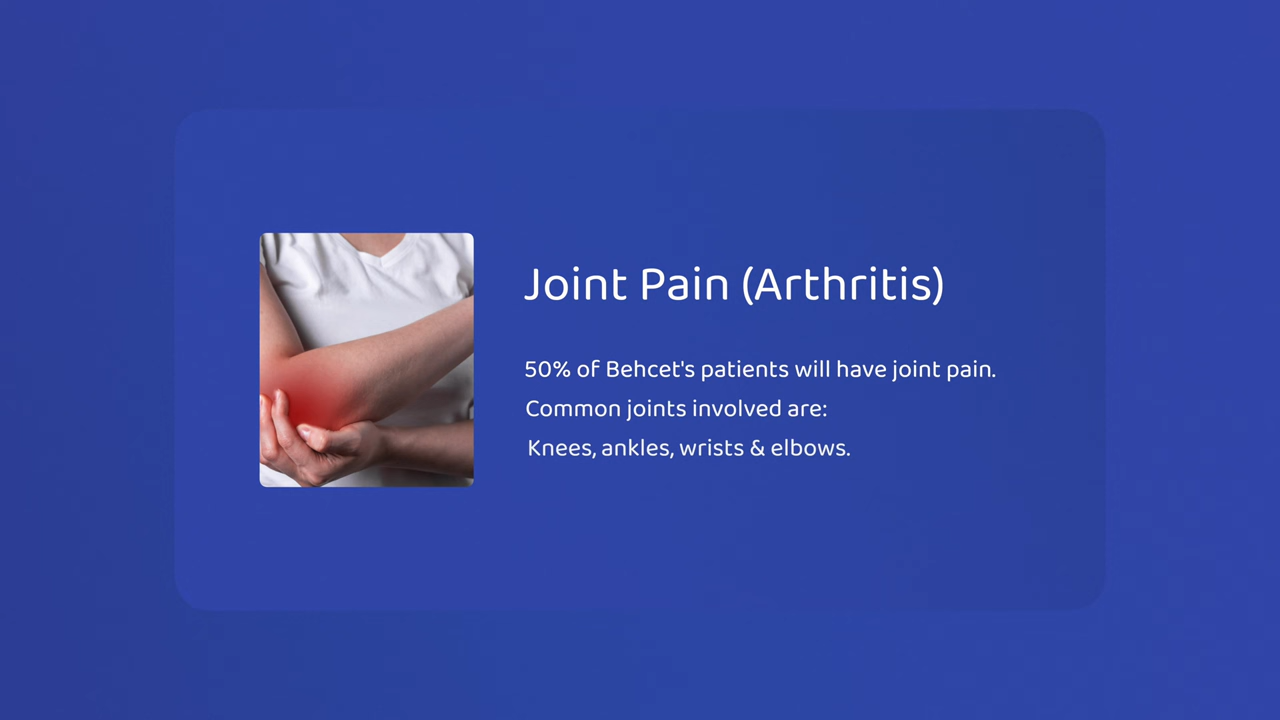 Joint Pain (Arthritis)
50% of Behcet's patients will have joint pain.
Common joints involved are:
Knees, ankles, wrists & elbows.